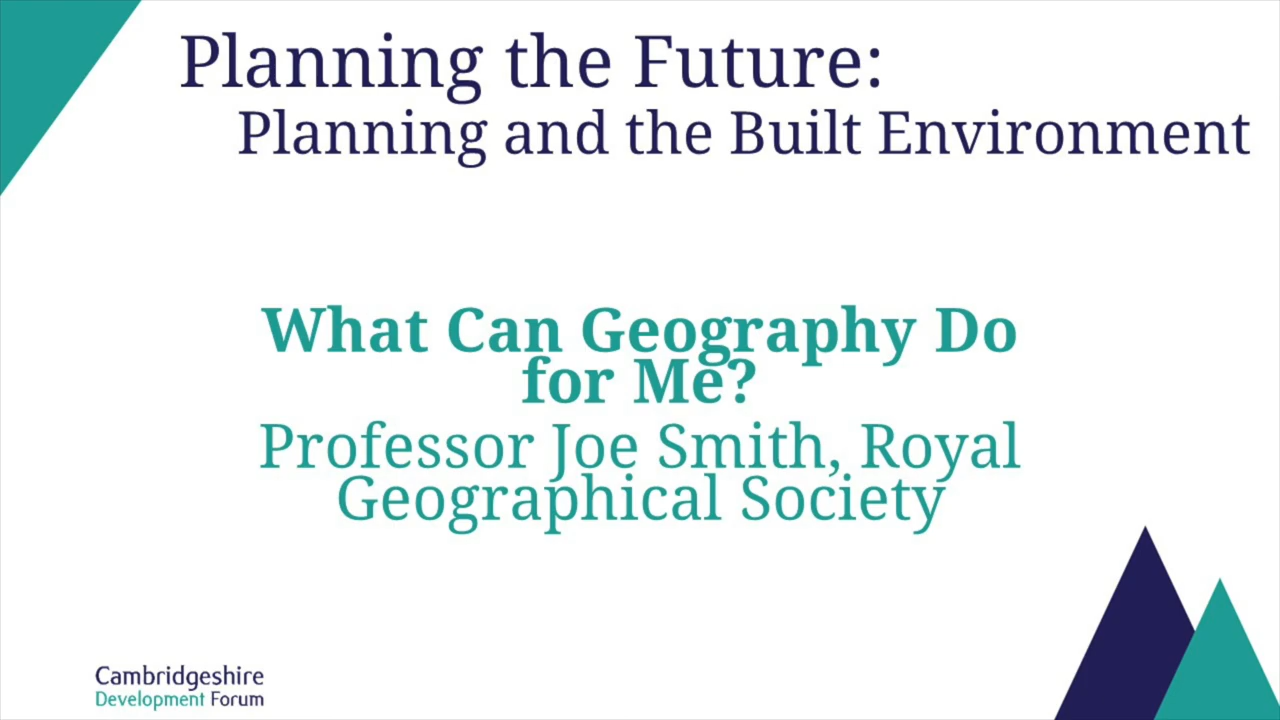 Planning the Future:
Planning and the Built Environment
What Can Geography Do
for Me?
Professor Joe Smith, Royal
Geographical Society
Cambridgeshire
Development Forum